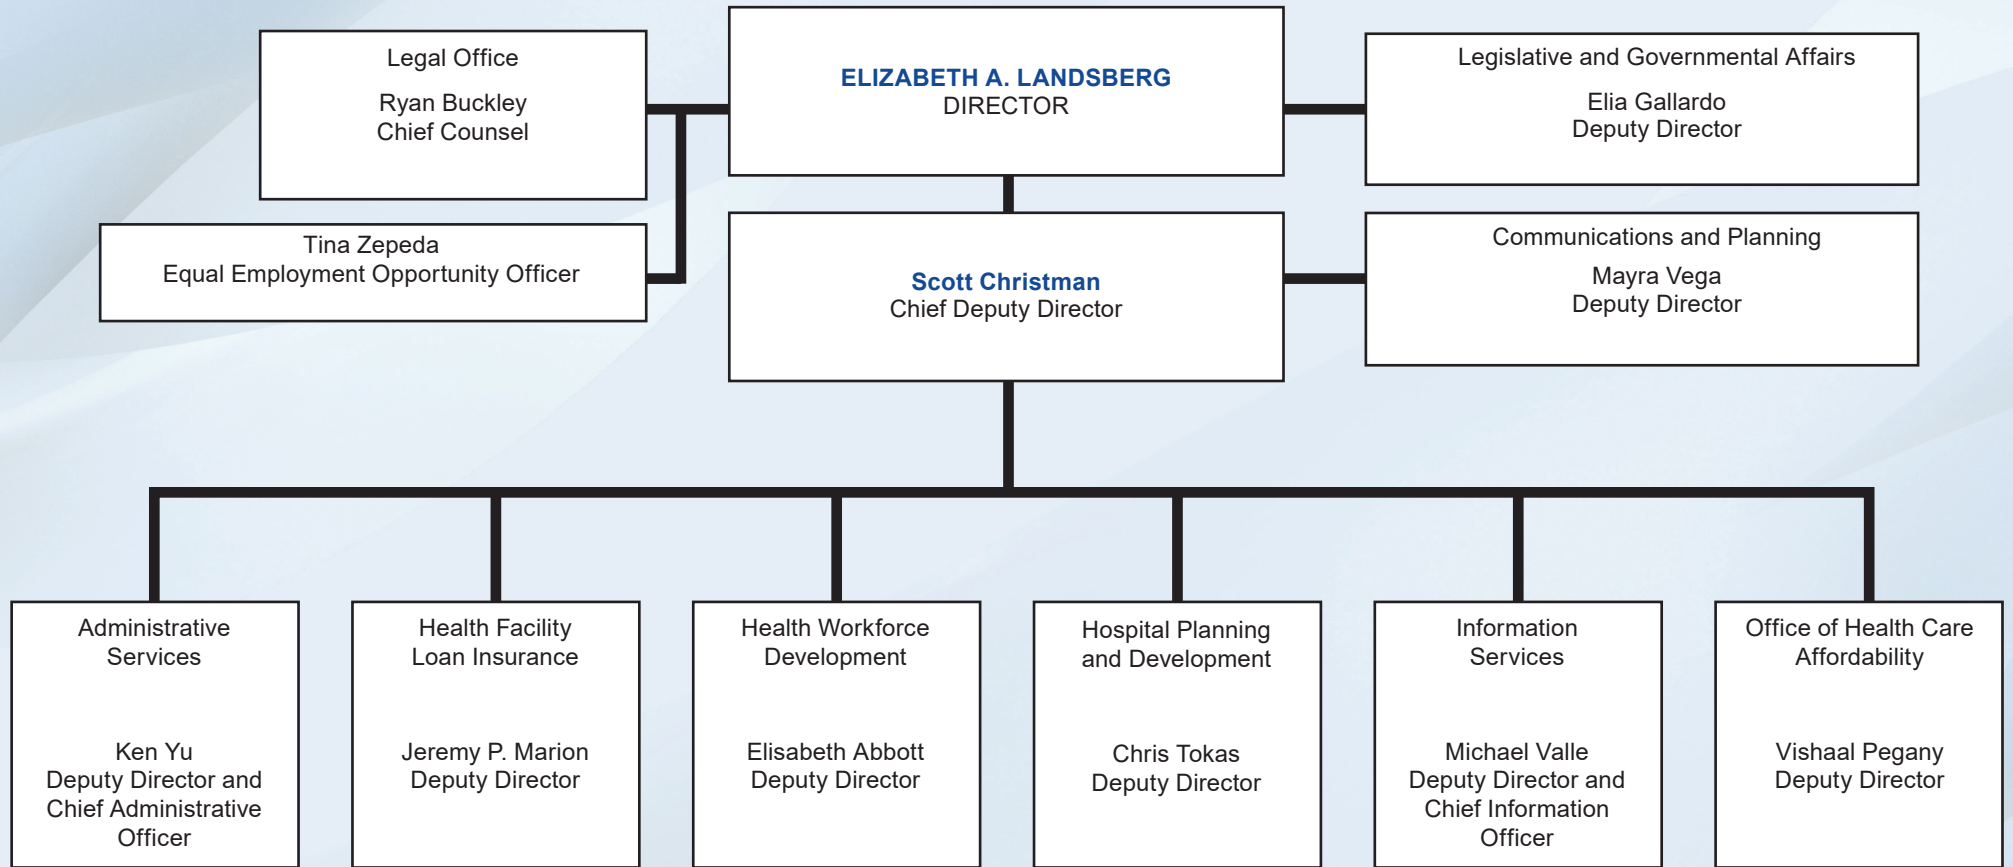 Legal Office
Ryan Buckley
Chief Counsel
ELIZABETH A. LANDSBERG
DIRECTOR
Legislative and Governmental Affairs
Elia Gallardo
Deputy Director
Tina Zepeda
Equal Employment Opportunity Officer
Scott Christman
Chief Deputy Director
Communications and Planning
Mayra Vega
Deputy Director
Administrative
Services
Ken Yu
Deputy Director and
Chief Administrative
Officer
Health Facility
Loan Insurance
Jeremy P. Marion
Deputy Director
Health Workforce
Development
Elisabeth Abbott
Deputy Director
Hospital Planning
and Development
Chris Tokas
Deputy Director
Information
Services
Michael Valle
Deputy Director and
Chief Information
Officer
Office of Health Care
Affordability
Vishaal Pegany
Deputy Director